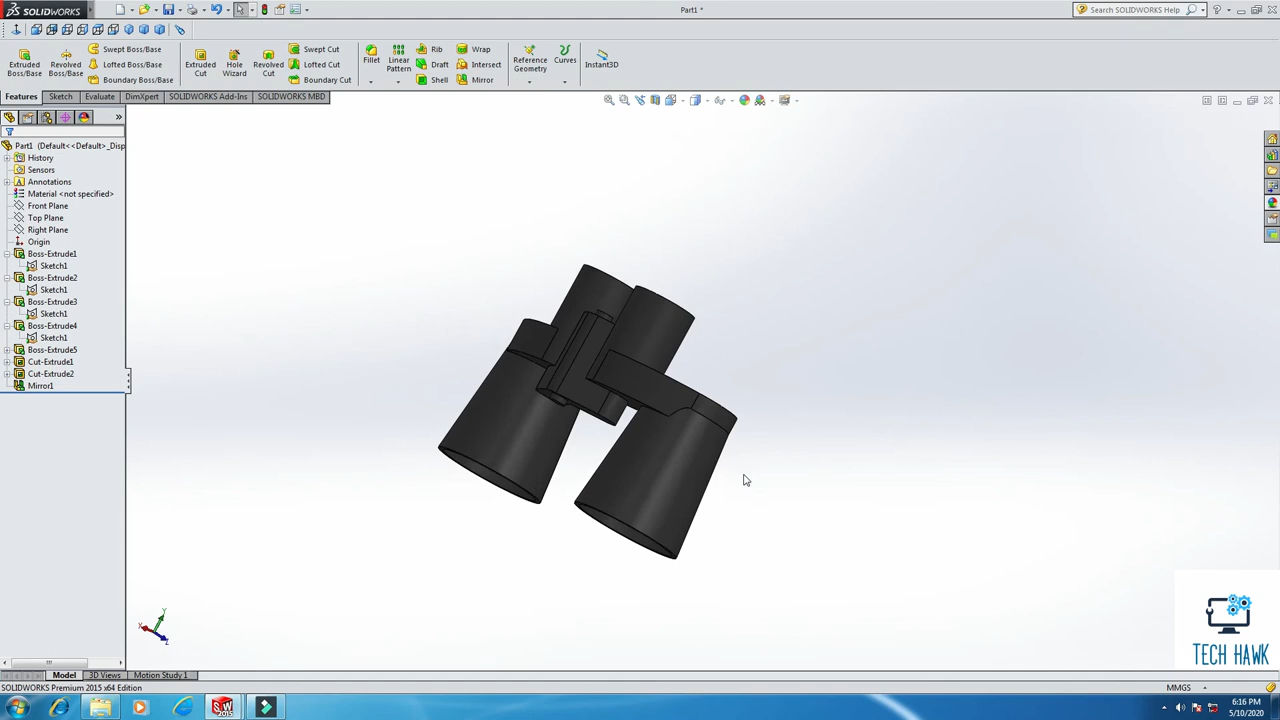 SOLIDWORKS
Part1 *
Search SOLIDWORKS Help
Extruded Boss/Base
Revolved Boss/Base
Swept Boss/Base
Lofted Boss/Base
Boundary Boss/Base
Extruded Cut
Hole Wizard
Revolved Cut
Swept Cut
Lofted Cut
Boundary Cut
Fillet
Linear Pattern
Rib
Draft
Shell
Wrap
Intersect
Mirror
Reference Geometry
Curves
Instant3D
Features
Sketch
Evaluate
DimXpert
SOLIDWORKS Add-Ins
SOLIDWORKS MBD
Part1 (Default<<Default>_Disp
History
Sensors
Annotations
Material <not specified>
Front Plane
Top Plane
Right Plane
Origin
Boss-Extrude1
Sketch1
Boss-Extrude2
Sketch1
Boss-Extrude3
Sketch1
Boss-Extrude4
Sketch1
Boss-Extrude5
Cut-Extrude1
Cut-Extrude2
Mirror1
Y
X
Z
TECH HAWK
Model
3D Views
Motion Study 1
SOLIDWORKS Premium 2015 x64 Edition
MMGS
6:16 PM
5/10/2020